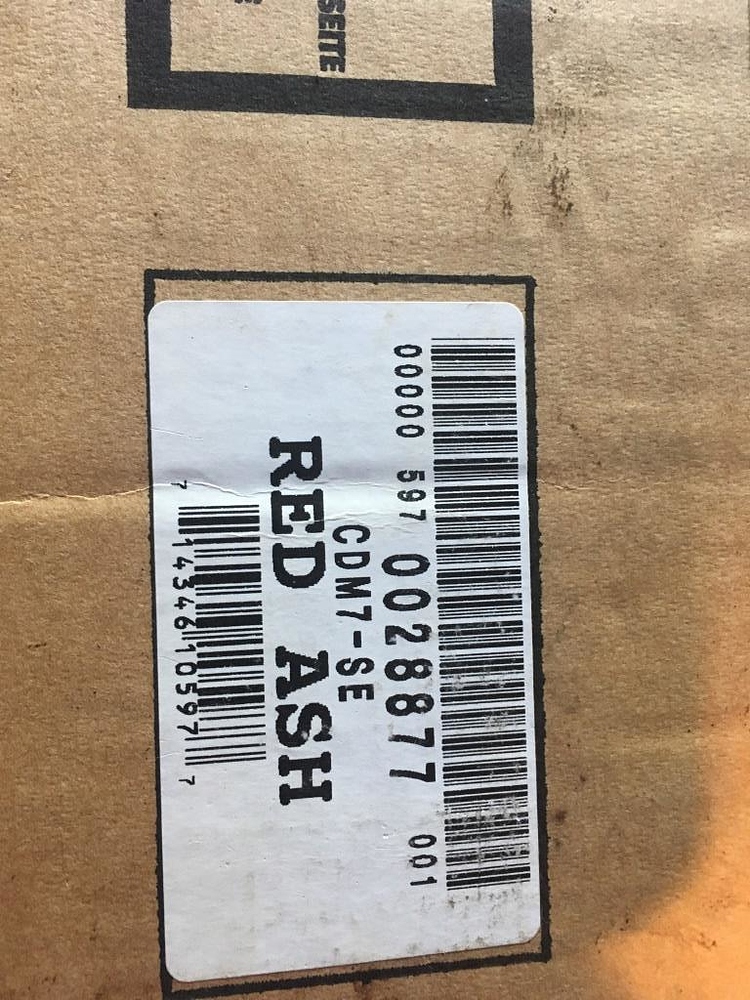 SEITE
00000 597 0028877 001
CDM7-SE
RED ASH
7 14346 10597 7